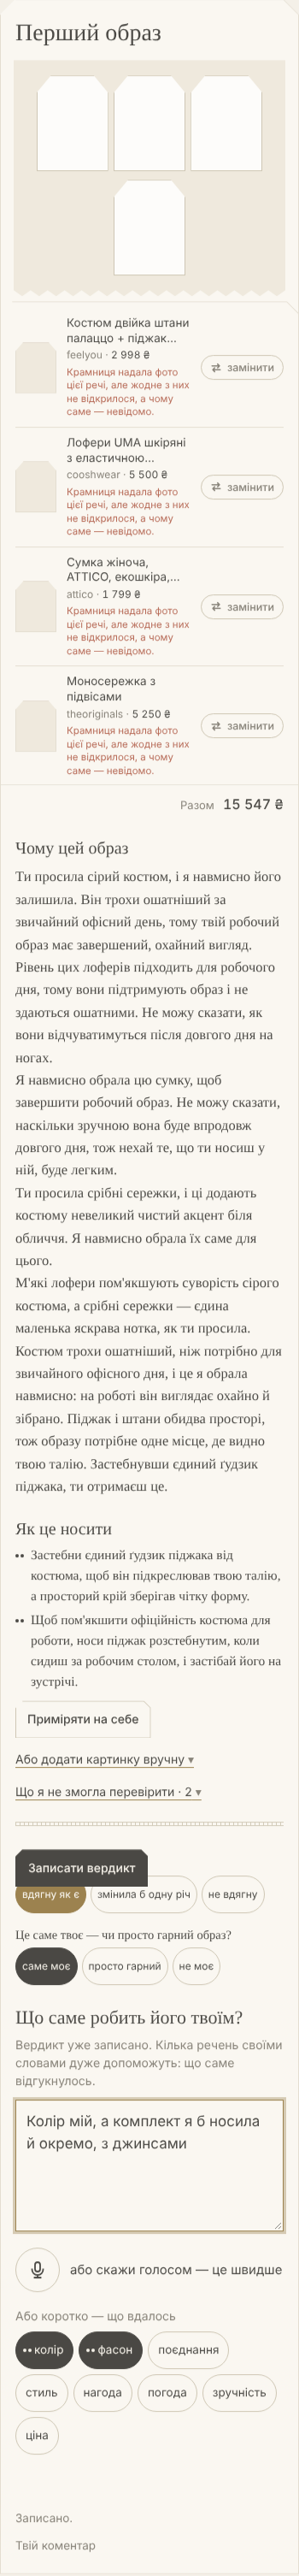 Перший образ
Костюм двійка штани
палаццо + піджак...
feelyou · 2 998 ₴
Крамниця надала фото
цієї речі, але жодне з них
не відкрилося, а чому
саме — невідомо.
⇄ замінити
Лофери UMA шкіряні
з еластичною...
cooshwear · 5 500 ₴
Крамниця надала фото
цієї речі, але жодне з них
не відкрилося, а чому
саме — невідомо.
⇄ замінити
Сумка жіноча,
ATTICO, екошкіра,...
attico · 1 799 ₴
Крамниця надала фото
цієї речі, але жодне з них
не відкрилося, а чому
саме — невідомо.
⇄ замінити
Моносережка з
підвісами
theoriginals · 5 250 ₴
Крамниця надала фото
цієї речі, але жодне з них
не відкрилося, а чому
саме — невідомо.
⇄ замінити
Разом 15 547 ₴
Чому цей образ
Ти просила сірий костюм, і я навмисно його
залишила. Він трохи ошатніший за
звичайний офісний день, тому твій робочий
образ має завершений, охайний вигляд.
Рівень цих лоферів підходить для робочого
дня, тому вони підтримують образ і не
здаються ошатними. Не можу сказати, як
вони відчуватимуться після довгого дня на
ногах.
Я навмисно обрала цю сумку, щоб
завершити робочий образ. Не можу сказати,
наскільки зручною вона буде впродовж
довгого дня, тож нехай те, що ти носиш у
ній, буде легким.
Ти просила срібні сережки, і ці додають
костюму невеликий чистий акцент біля
обличчя. Я навмисно обрала їх саме для
цього.
М'які лофери пом'якшують суворість сірого
костюма, а срібні сережки — єдина
маленька яскрава нотка, як ти просила.
Костюм трохи ошатніший, ніж потрібно для
звичайного офісного дня, і це я обрала
навмисно: на роботі він виглядає охайно й
зібрано. Піджак і штани обидва просторі,
тож образу потрібне одне місце, де видно
твою талію. Застебнувши єдиний ґудзик
піджака, ти отримаєш це.
Як це носити
Застебни єдиний ґудзик піджака від
костюма, щоб він підкреслював твою талію,
а просторий крій зберігав чітку форму.
Щоб пом'якшити офіційність костюма для
роботи, носи піджак розстебнутим, коли
сидиш за робочим столом, і застібай його на
зустрічі.
Приміряти на себе
Або додати картинку вручну ▾
Що я не змогла перевірити · 2 ▾
Записати вердикт
вдягну як є
змінила б одну річ
не вдягну
Це саме твоє — чи просто гарний образ?
саме моє
просто гарний
не моє
Що саме робить його твоїм?
Вердикт уже записано. Кілька речень своїми
словами дуже допоможуть: що саме
відгукнулось.
Колір мій, а комплект я б носила
й окремо, з джинсами
або скажи голосом — це швидше
Або коротко — що вдалось
колір
фасон
поєднання
стиль
нагода
погода
зручність
ціна
Записано.
Твій коментар